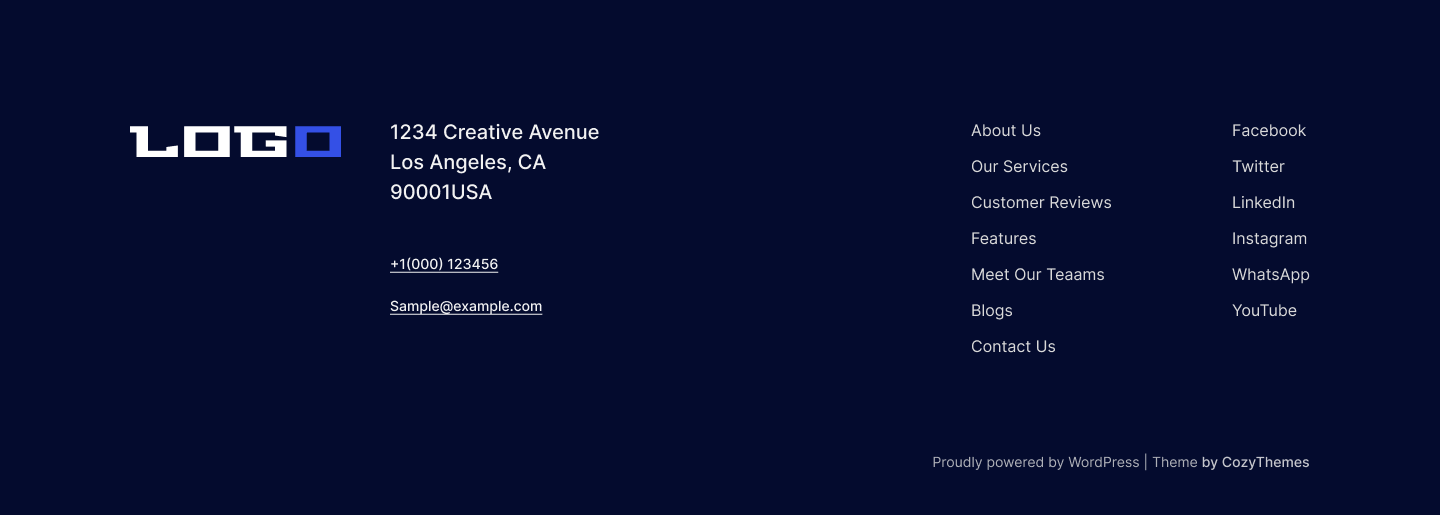 LOGO
1234 Creative Avenue
Los Angeles, CA
90001USA
+1(000) 123456
Sample@example.com
About Us
Our Services
Customer Reviews
Features
Meet Our Teaams
Blogs
Contact Us
Facebook
Twitter
LinkedIn
Instagram
WhatsApp
YouTube
Proudly powered by WordPress | Theme by CozyThemes